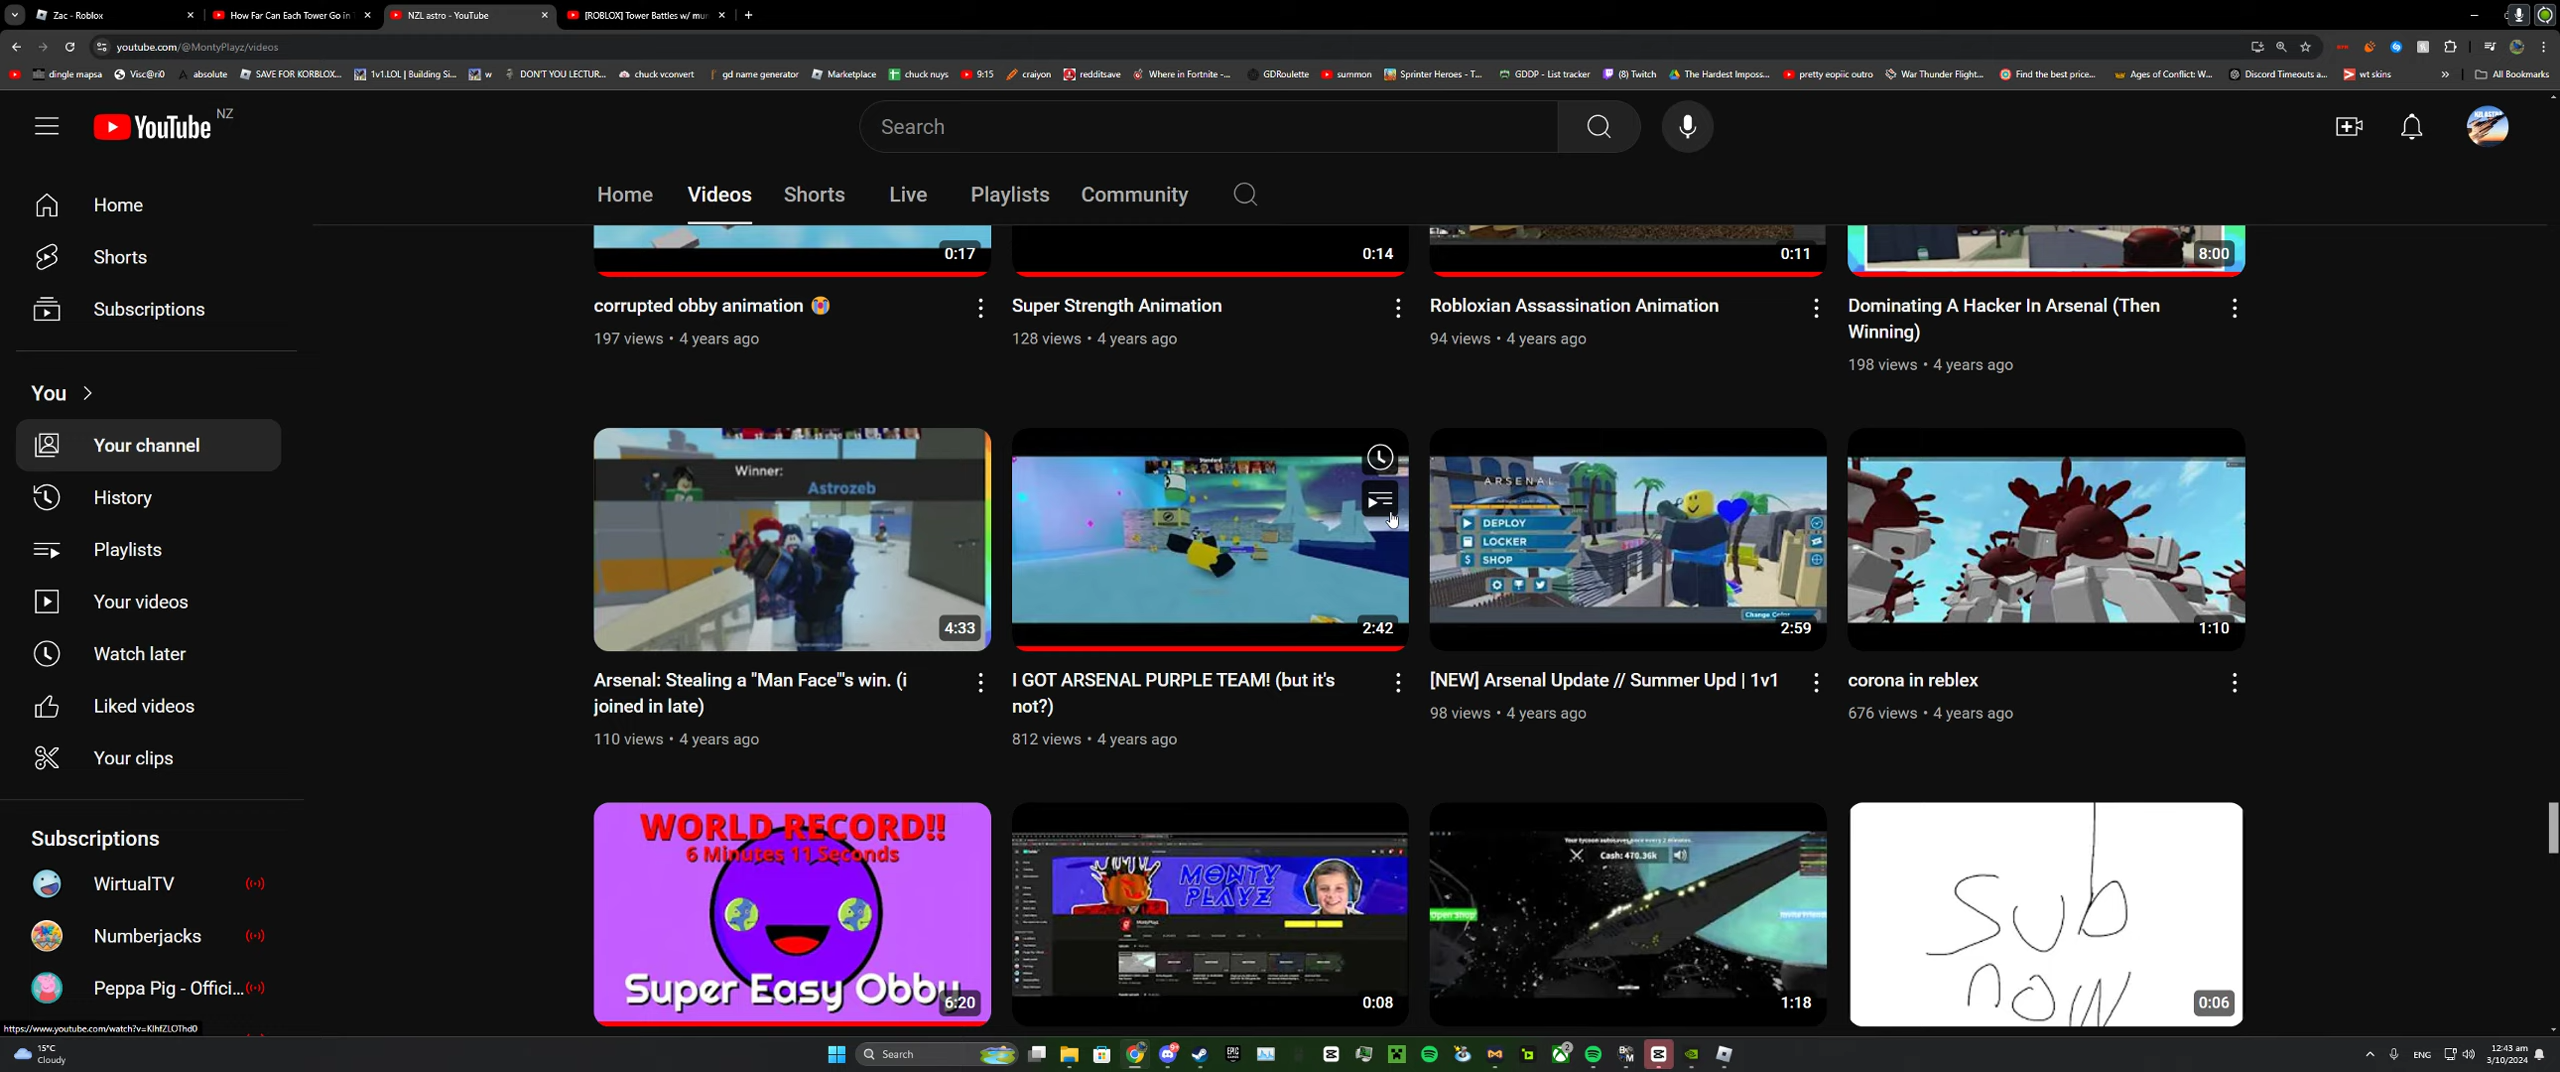 Zac - Roblox
How Far Can Each Tower Go in
NZL astro - YouTube
[ROBLOX] Tower Battles w/ mu
youtube.com/@MontyPlayz/videos
dingle mapsa
Visc@ri0
absolute
SAVE FOR KORBLOX...
1v1.LOL | Building Si...
w
DON'T YOU LECTUR...
chuck vconvert
gd name generator
Marketplace
chuck nuys
9:15
craiyon
redditsave
Where in Fortnite -...
GDRoulette
summon
Sprinter Heroes - T...
GDDP - List tracker
(8) Twitch
The Hardest Imposs...
pretty eopiic outro
War Thunder Flight...
Find the best price...
Ages of Conflict: W...
Discord Timeouts a...
wt skins
All Bookmarks
YouTube
NZ
Search
Home
Videos
Shorts
Live
Playlists
Community
Home
Shorts
Subscriptions
You
Your channel
History
Playlists
Your videos
Watch later
Liked videos
Your clips
Subscriptions
WirtualTV
Numberjacks
Peppa Pig - Offici...
0:17
0:14
0:11
8:00
corrupted obby animation 😭
197 views • 4 years ago
Super Strength Animation
128 views • 4 years ago
Robloxian Assassination Animation
94 views • 4 years ago
Dominating A Hacker In Arsenal (Then
Winning)
198 views • 4 years ago
Winner:
Astrozeb
4:33
Standard
2:42
ARSENAL
DEPLOY
LOCKER
SHOP
Change Color
2:59
1:10
Arsenal: Stealing a "Man Face"'s win. (i
joined in late)
110 views • 4 years ago
I GOT ARSENAL PURPLE TEAM! (but it's
not?)
812 views • 4 years ago
[NEW] Arsenal Update // Summer Upd | 1v1
98 views • 4 years ago
corona in reblex
676 views • 4 years ago
WORLD RECORD!!
6 Minutes 11 Seconds
Super Easy Obby
6:20
MONTY
PLAYZ
0:08
Cash: 470.36k
Open Shop
1:18
Sub
now
0:06
https://www.youtube.com/watch?v=KlhfZLOThd0
15°C
Cloudy
Search
ENG
12:43 am
3/10/2024